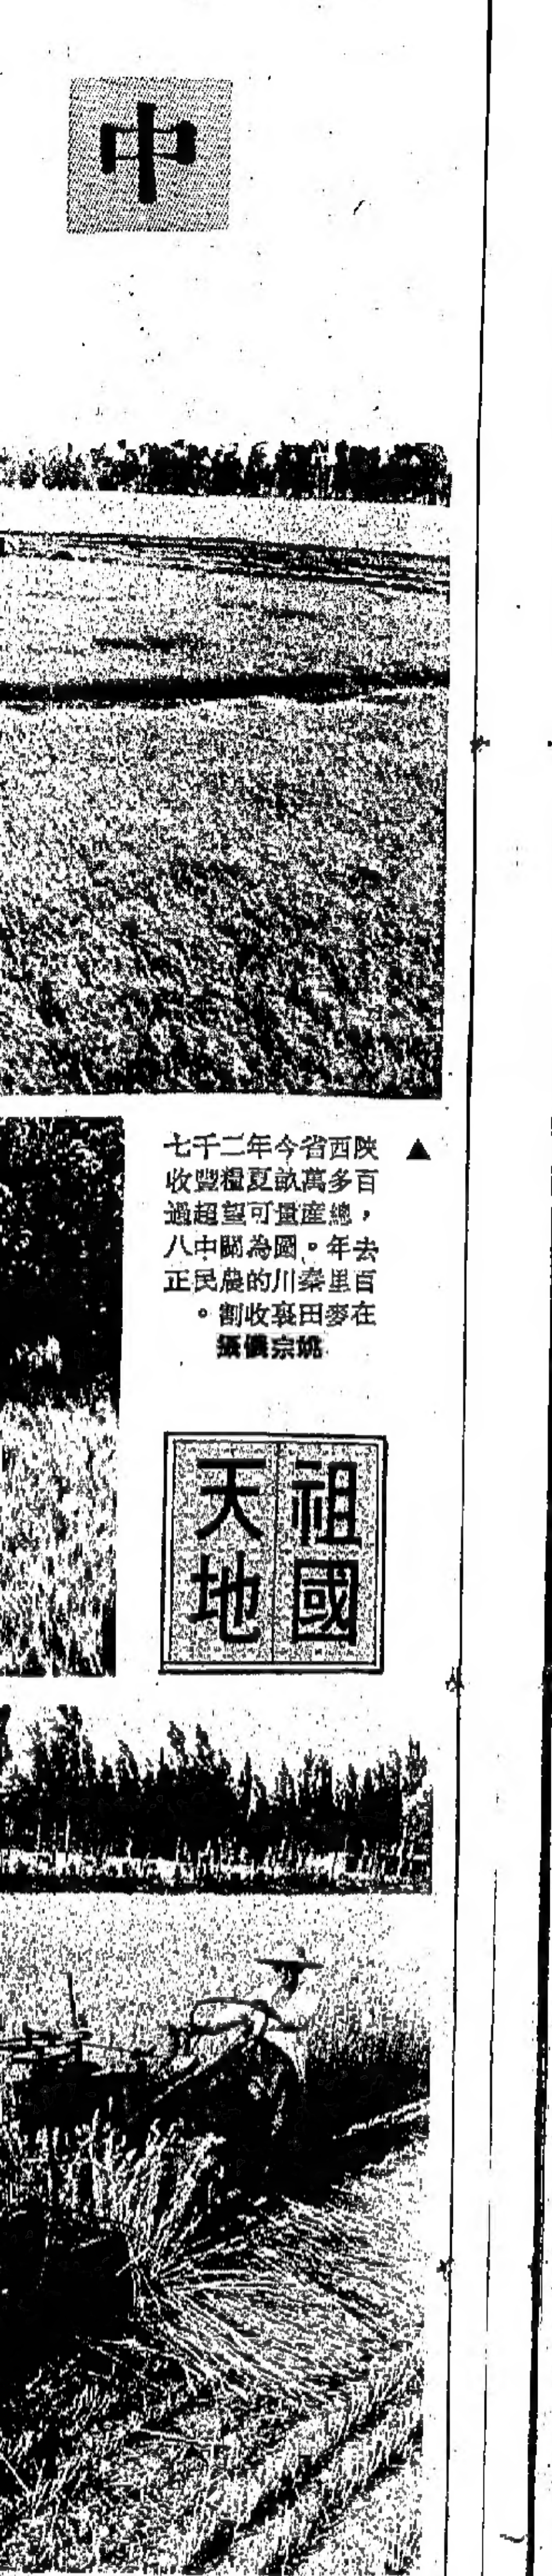 中
▲
陜西省今年二千七
百多萬畝夏糧豐收
，總產量可望超過
去年。圖為關中八
百里秦川的農民正
在麥田裏收割。
姚宗儀攝
祖國
天地